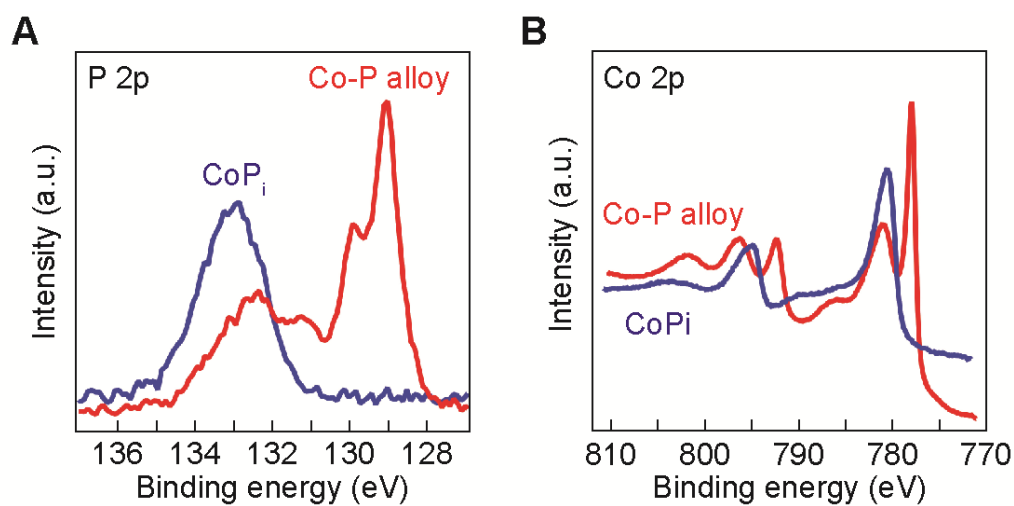 A
P 2p
Co-P alloy
CoPi
Intensity (a.u.)
136 134 132 130 128
Binding energy (eV)
B
Co 2p
Co-P alloy
CoPi
Intensity (a.u.)
810 800 790 780 770
Binding energy (eV)